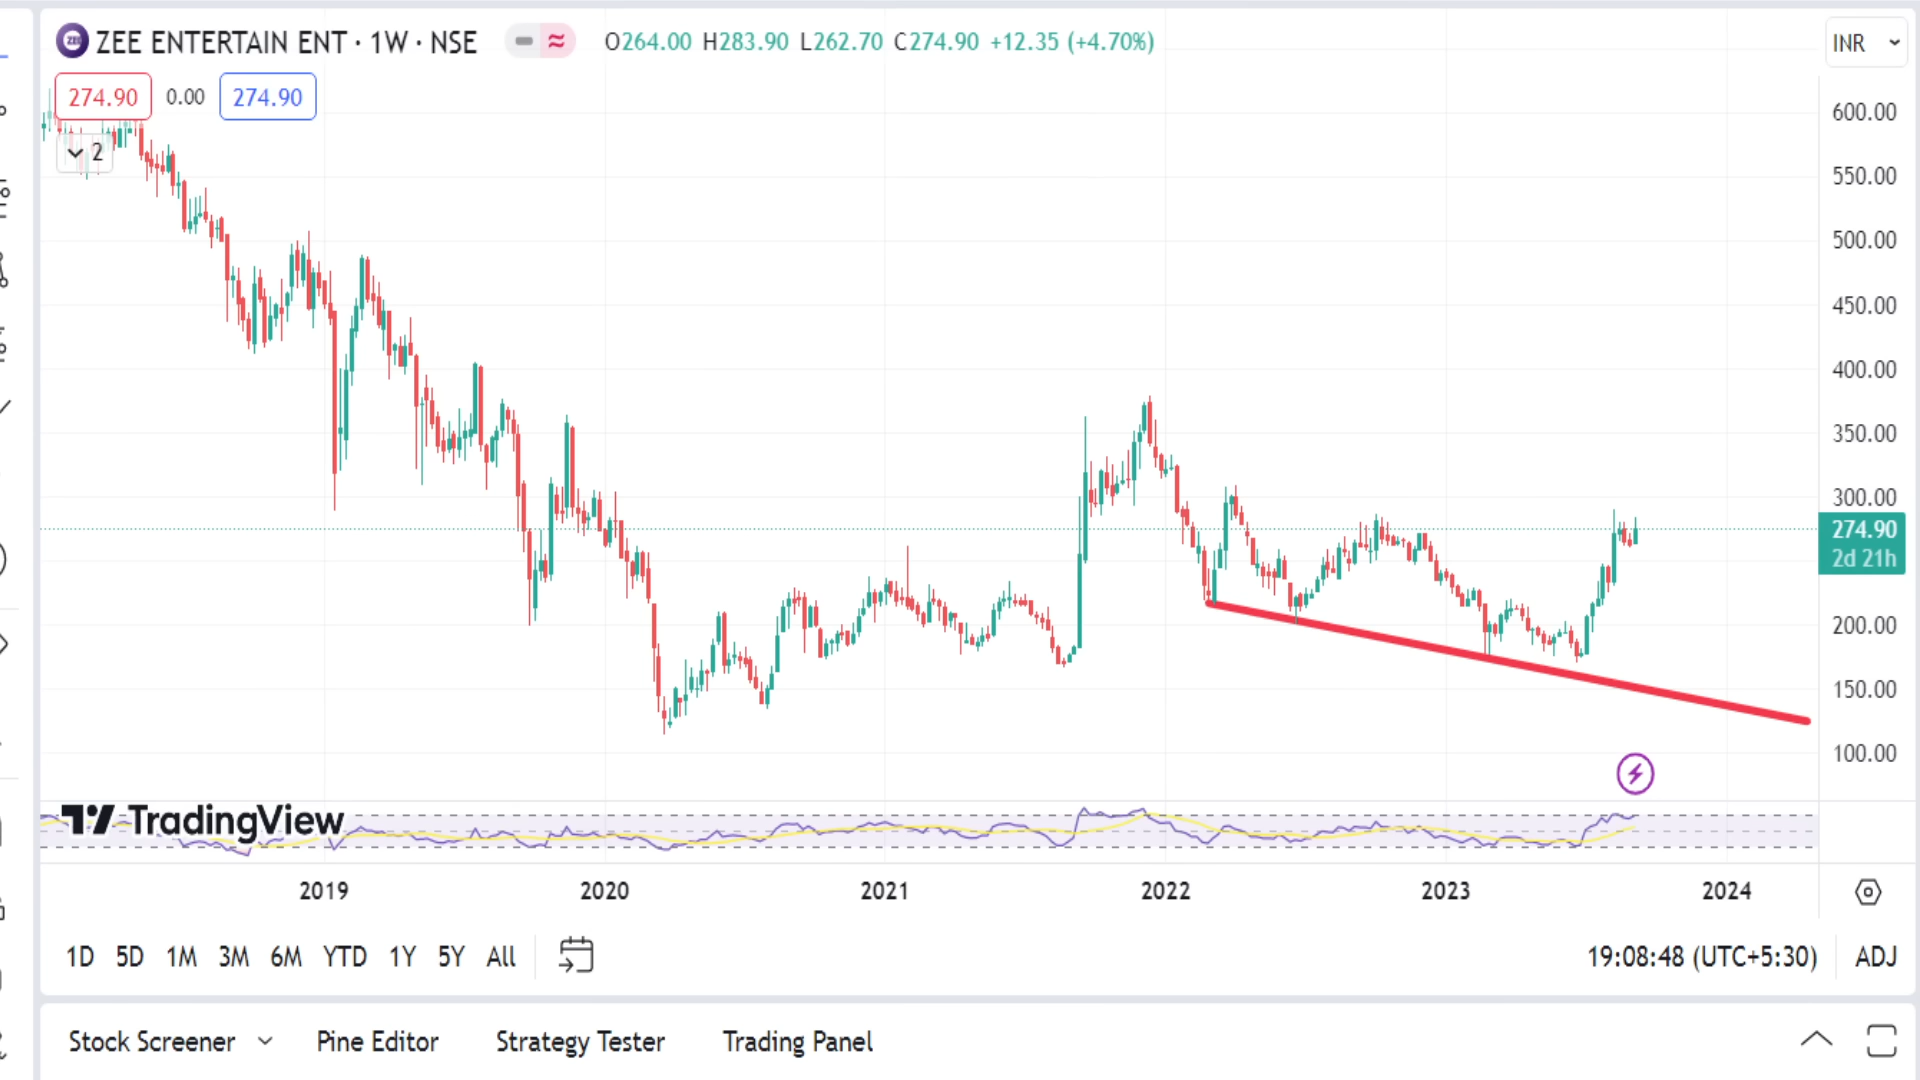 ZEE ENTERTAIN ENT · 1W · NSE O264.00 H283.90 L262.70 C274.90 +12.35 (+4.70%) INR
274.90 0.00 274.90
2
600.00
550.00
500.00
450.00
400.00
350.00
300.00
274.90
2d 21h
200.00
150.00
100.00
TradingView
2019 2020 2021 2022 2023 2024
1D 5D 1M 3M 6M YTD 1Y 5Y All 19:08:48 (UTC+5:30) ADJ
Stock Screener Pine Editor Strategy Tester Trading Panel